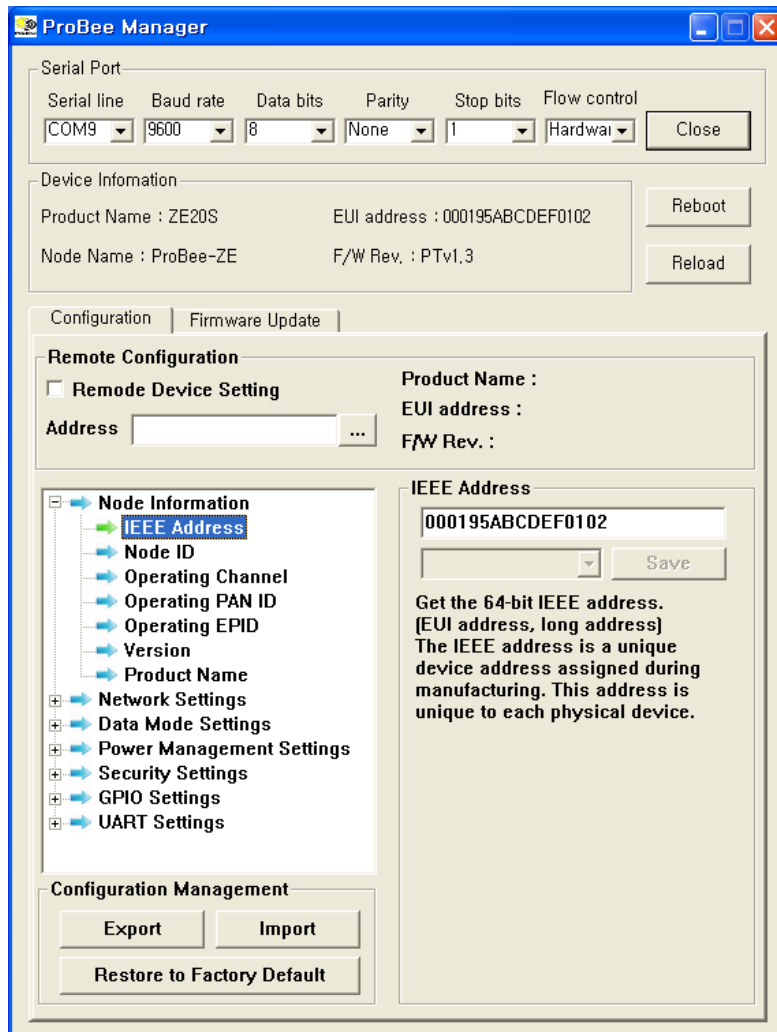 ProBee Manager
Serial Port
Serial line Baud rate Data bits Parity Stop bits Flow control
COM9 9600 8 None 1 Hardwar Close
Device Infomation
Product Name : ZE20S EUI address : 000195ABCDEF0102
Node Name : ProBee-ZE F/W Rev. : PTv1.3
Reboot
Reload
Configuration Firmware Update
Remote Configuration
Remode Device Setting
Address ...
Product Name :
EUI address :
F/W Rev. :
Node Information
IEEE Address
Node ID
Operating Channel
Operating PAN ID
Operating EPID
Version
Product Name
Network Settings
Data Mode Settings
Power Management Settings
Security Settings
GPIO Settings
UART Settings
IEEE Address
000195ABCDEF0102
Save
Get the 64-bit IEEE address.
(EUI address, long address)
The IEEE address is a unique
device address assigned during
manufacturing. This address is
unique to each physical device.
Configuration Management
Export Import
Restore to Factory Default